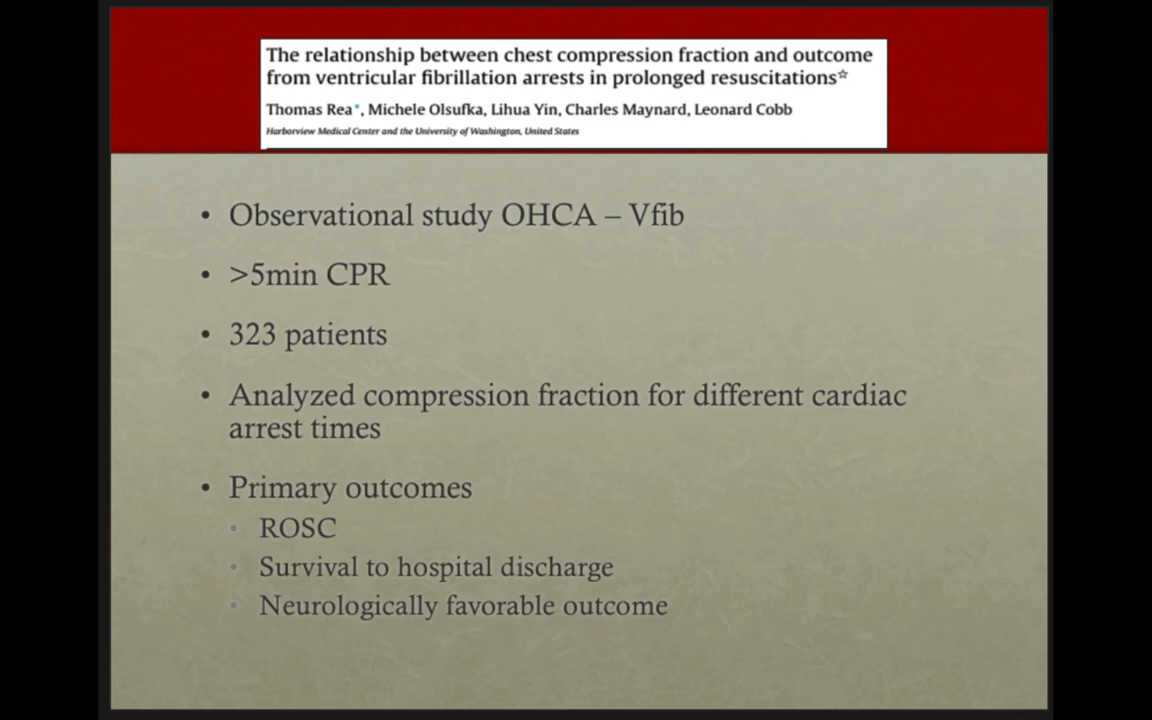 The relationship between chest compression fraction and outcome
from ventricular fibrillation arrests in prolonged resuscitations☆
Thomas Rea*, Michele Olsufka, Lihua Yin, Charles Maynard, Leonard Cobb
Harborview Medical Center and the University of Washington, United States
• Observational study OHCA – Vfib
• >5min CPR
• 323 patients
• Analyzed compression fraction for different cardiac
arrest times
• Primary outcomes
• ROSC
• Survival to hospital discharge
• Neurologically favorable outcome